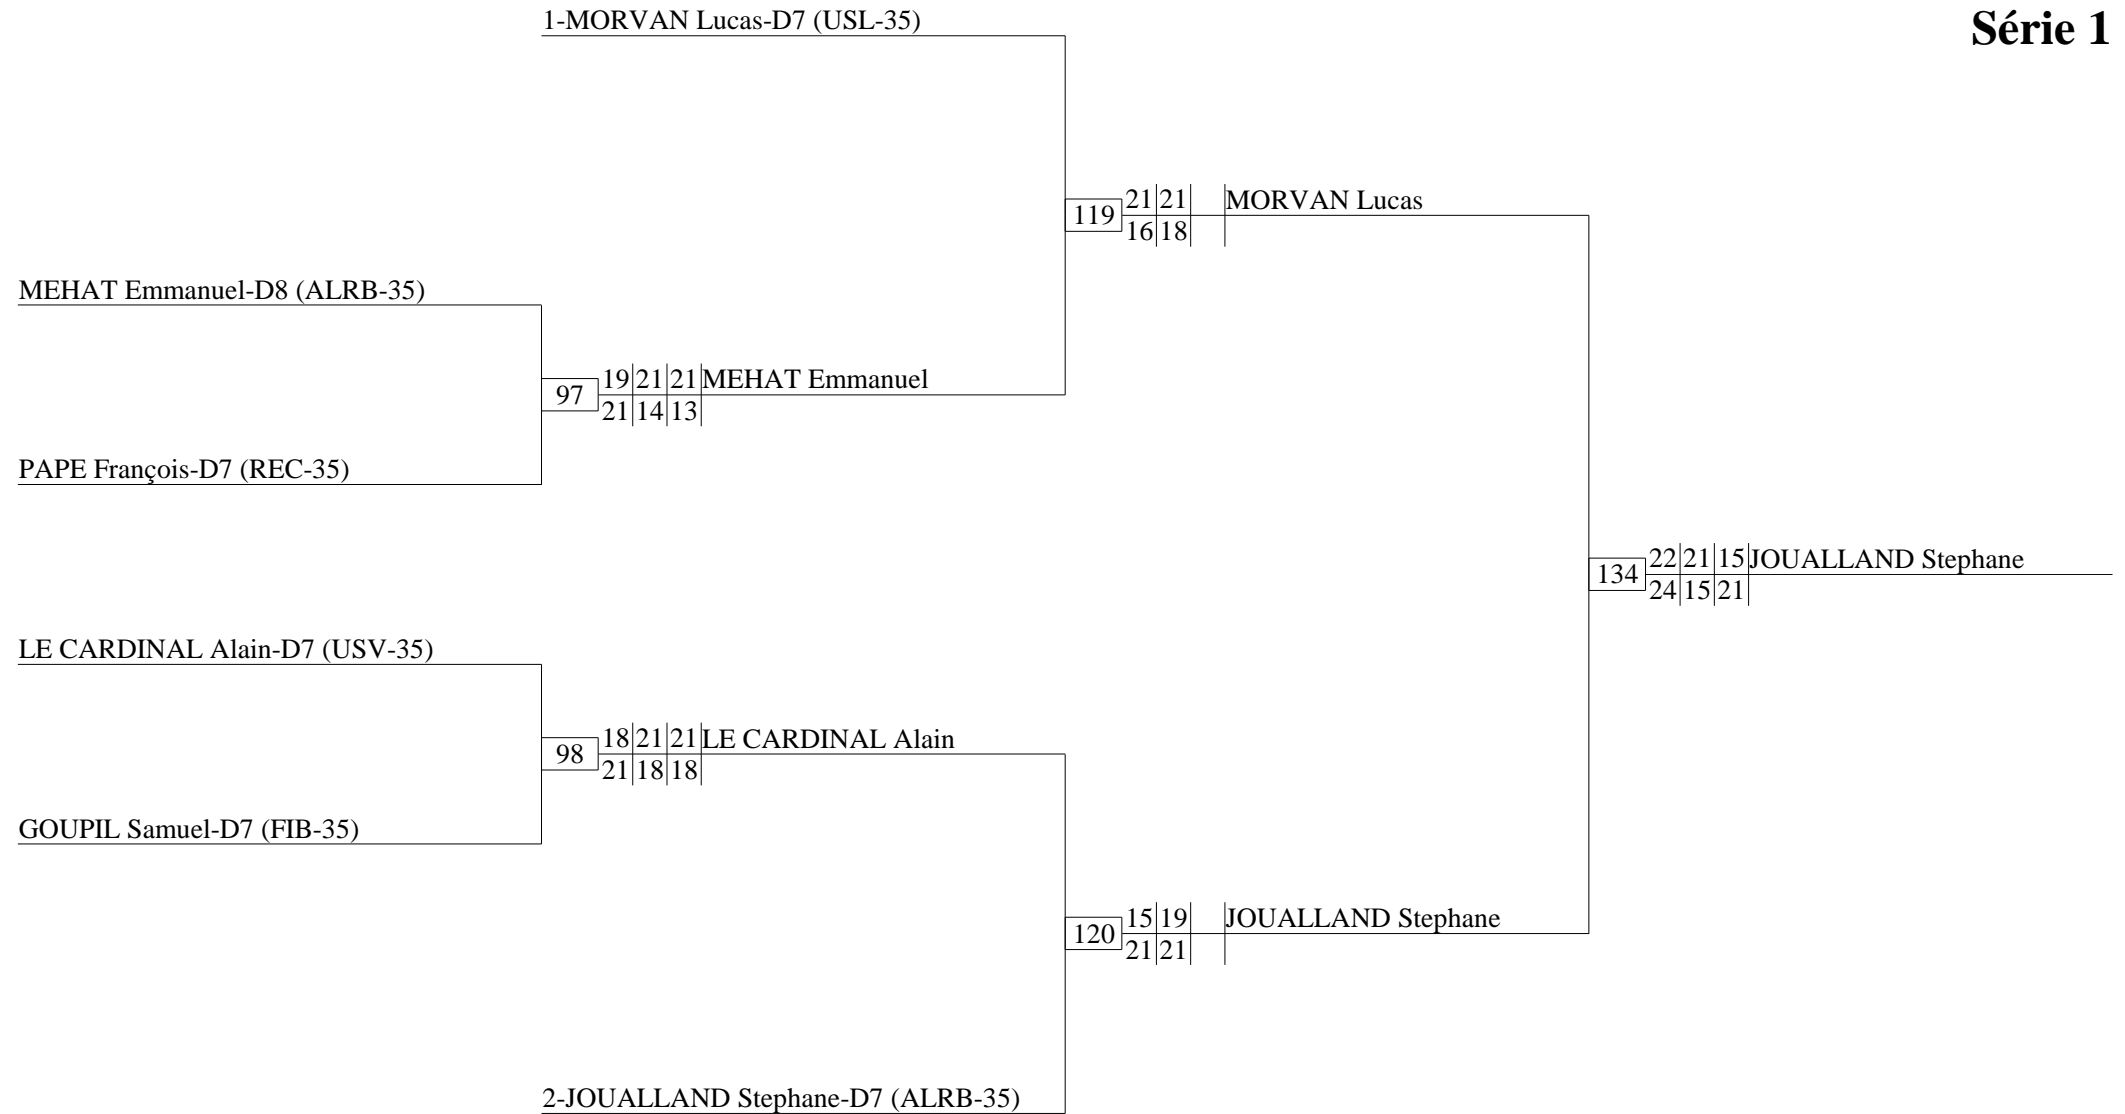 Série 1
1-MORVAN Lucas-D7 (USL-35)
21 21 MORVAN Lucas
119
16 18
MEHAT Emmanuel-D8 (ALRB-35)
19 21 21 MEHAT Emmanuel
97
21 14 13
PAPE François-D7 (REC-35)
22 21 15 JOUALLAND Stephane
134
24 15 21
LE CARDINAL Alain-D7 (USV-35)
18 21 21 LE CARDINAL Alain
98
21 18 18
GOUPIL Samuel-D7 (FIB-35)
15 19 JOUALLAND Stephane
120
21 21
2-JOUALLAND Stephane-D7 (ALRB-35)